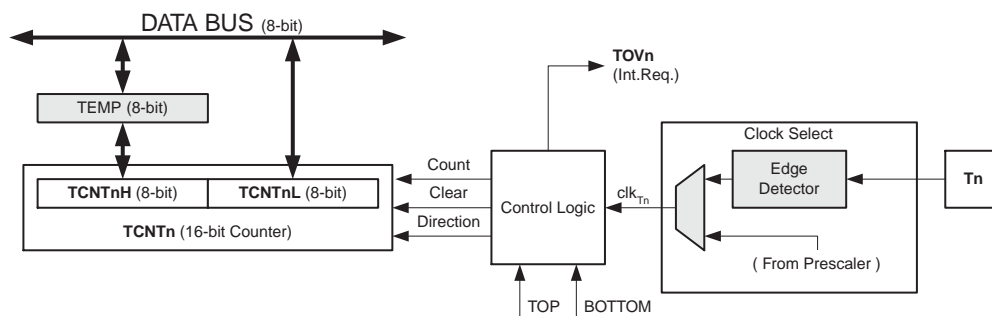 DATA BUS (8-bit)
TOVn
(Int.Req.)
TEMP (8-bit)
Clock Select
Count
Edge
Detector
Tn
TCNTnH (8-bit)
TCNTnL (8-bit)
Clear
Control Logic
clkTn
TCNTn (16-bit Counter)
Direction
( From Prescaler )
TOP
BOTTOM